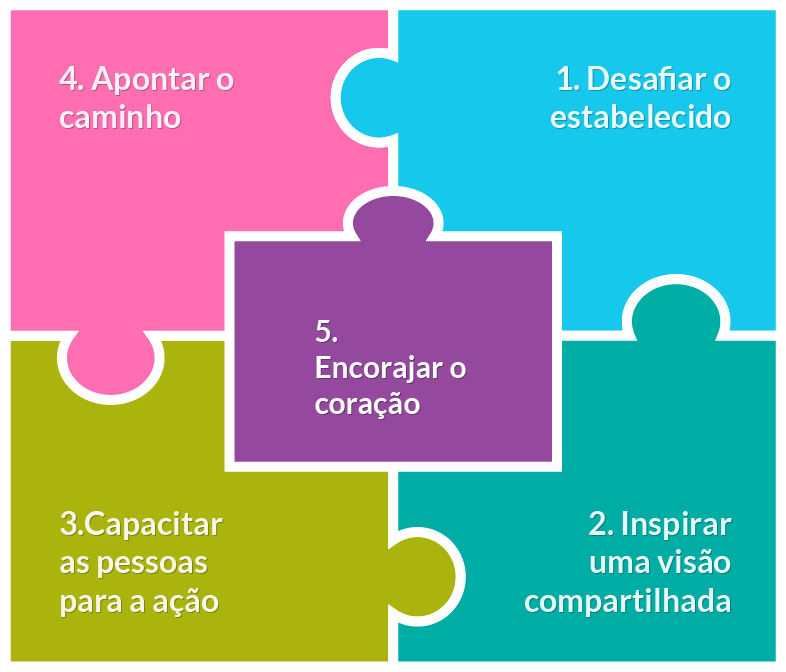 4. Apontar o
caminho
1. Desafiar o
estabelecido
5.
Encorajar o
coração
3.Capacitar
as pessoas
para a ação
2. Inspirar
uma visão
compartilhada